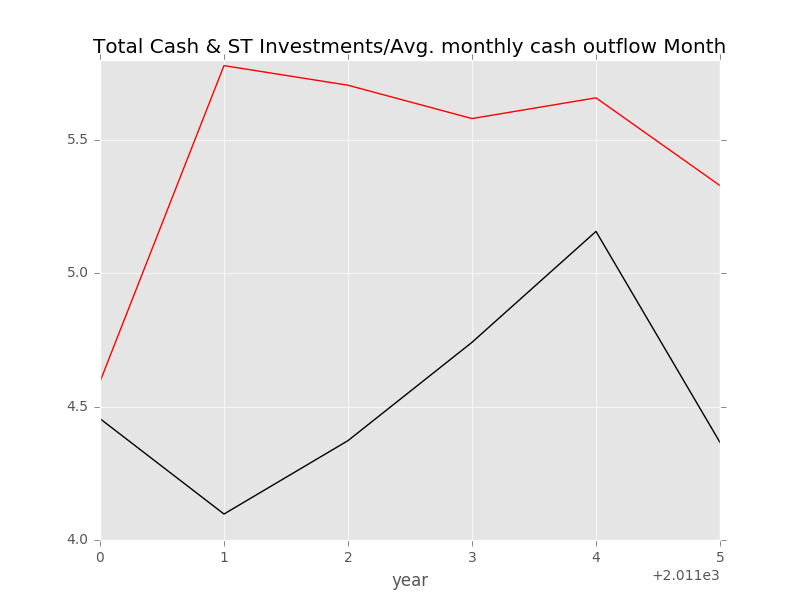 Total Cash & ST Investments/Avg. monthly cash outflow Month
5.5
5.0
4.5
4.0
0 1 2 3 4 5
+2.011e3
year